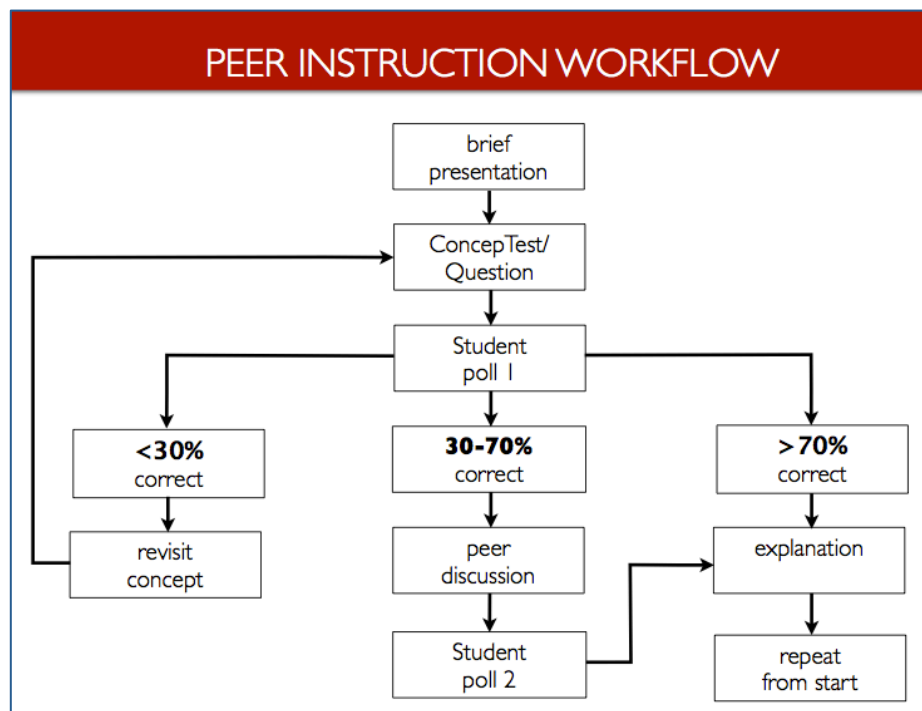 PEER INSTRUCTION WORKFLOW
brief
presentation
ConcepTest/
Question
Student
poll 1
<30%
correct
30-70%
correct
>70%
correct
revisit
concept
peer
discussion
explanation
Student
poll 2
repeat
from start